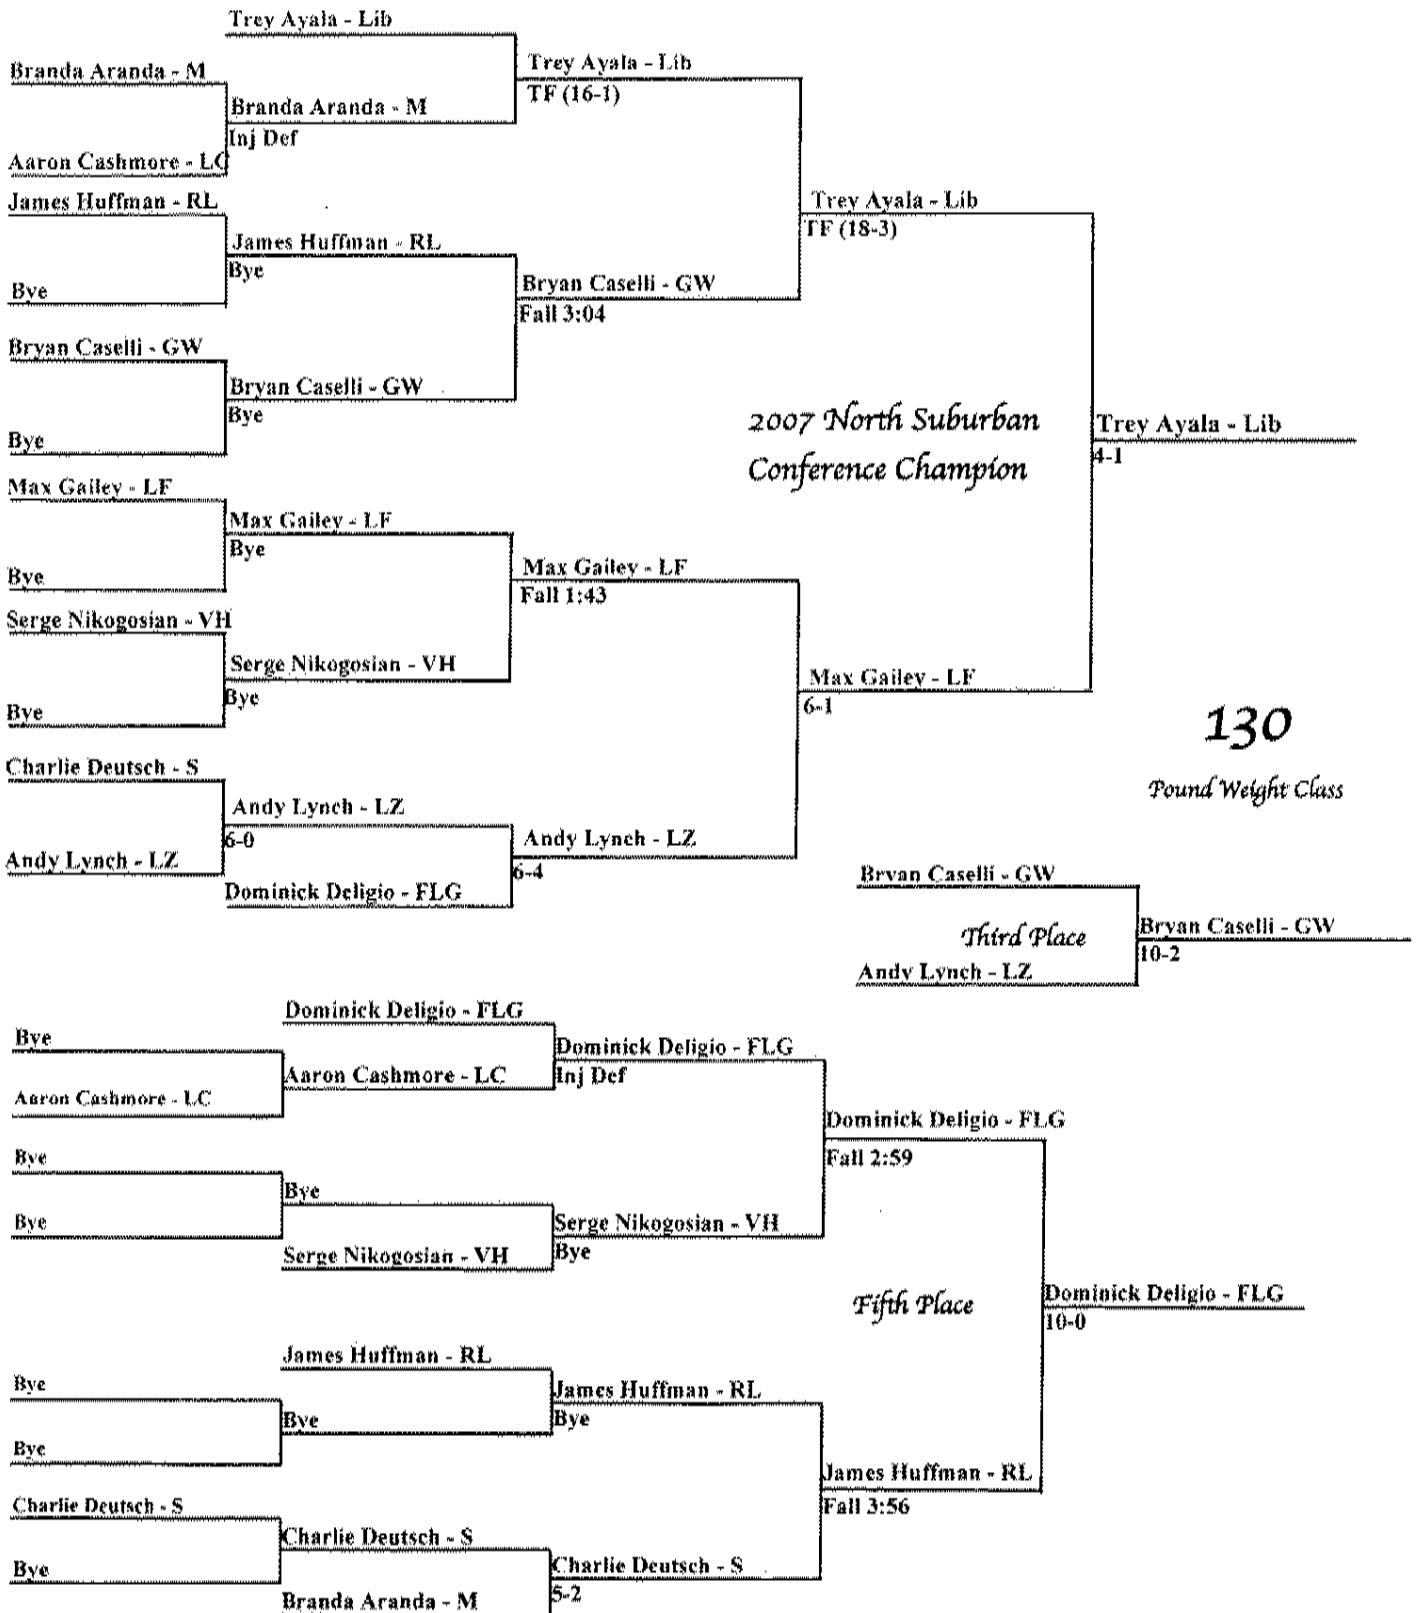 Trey Ayala - Lib
Branda Aranda - M
Trey Ayala - Lib
TF (16-1)
Branda Aranda - M
Inj Def
Aaron Cashmore - LC
James Huffman - RL
Trey Ayala - Lib
TF (18-3)
James Huffman - RL
Bye
Bye
Bryan Caselli - GW
Fall 3:04
Bryan Caselli - GW
Bryan Caselli - GW
Bye
Bye
2007 North Suburban
Conference Champion
Trey Ayala - Lib
4-1
Max Gailey - LF
Max Gailey - LF
Bye
Bye
Max Gailey - LF
Fall 1:43
Serge Nikogosian - VH
Serge Nikogosian - VH
Bye
Bye
Max Gailey - LF
6-1
130
Pound Weight Class
Charlie Deutsch - S
Andy Lynch - LZ
6-0
Andy Lynch - LZ
Andy Lynch - LZ
6-4
Dominick Deligio - FLG
Bryan Caselli - GW
Third Place
Bryan Caselli - GW
10-2
Andy Lynch - LZ
Dominick Deligio - FLG
Bye
Dominick Deligio - FLG
Inj Def
Aaron Cashmore - LC
Aaron Cashmore - LC
Dominick Deligio - FLG
Fall 2:59
Bye
Bye
Bye
Serge Nikogosian - VH
Bye
Serge Nikogosian - VH
Fifth Place
Dominick Deligio - FLG
10-0
James Huffman - RL
Bye
James Huffman - RL
Bye
Bye
Bye
James Huffman - RL
Fall 3:56
Charlie Deutsch - S
Charlie Deutsch - S
Bye
Charlie Deutsch - S
5-2
Branda Aranda - M